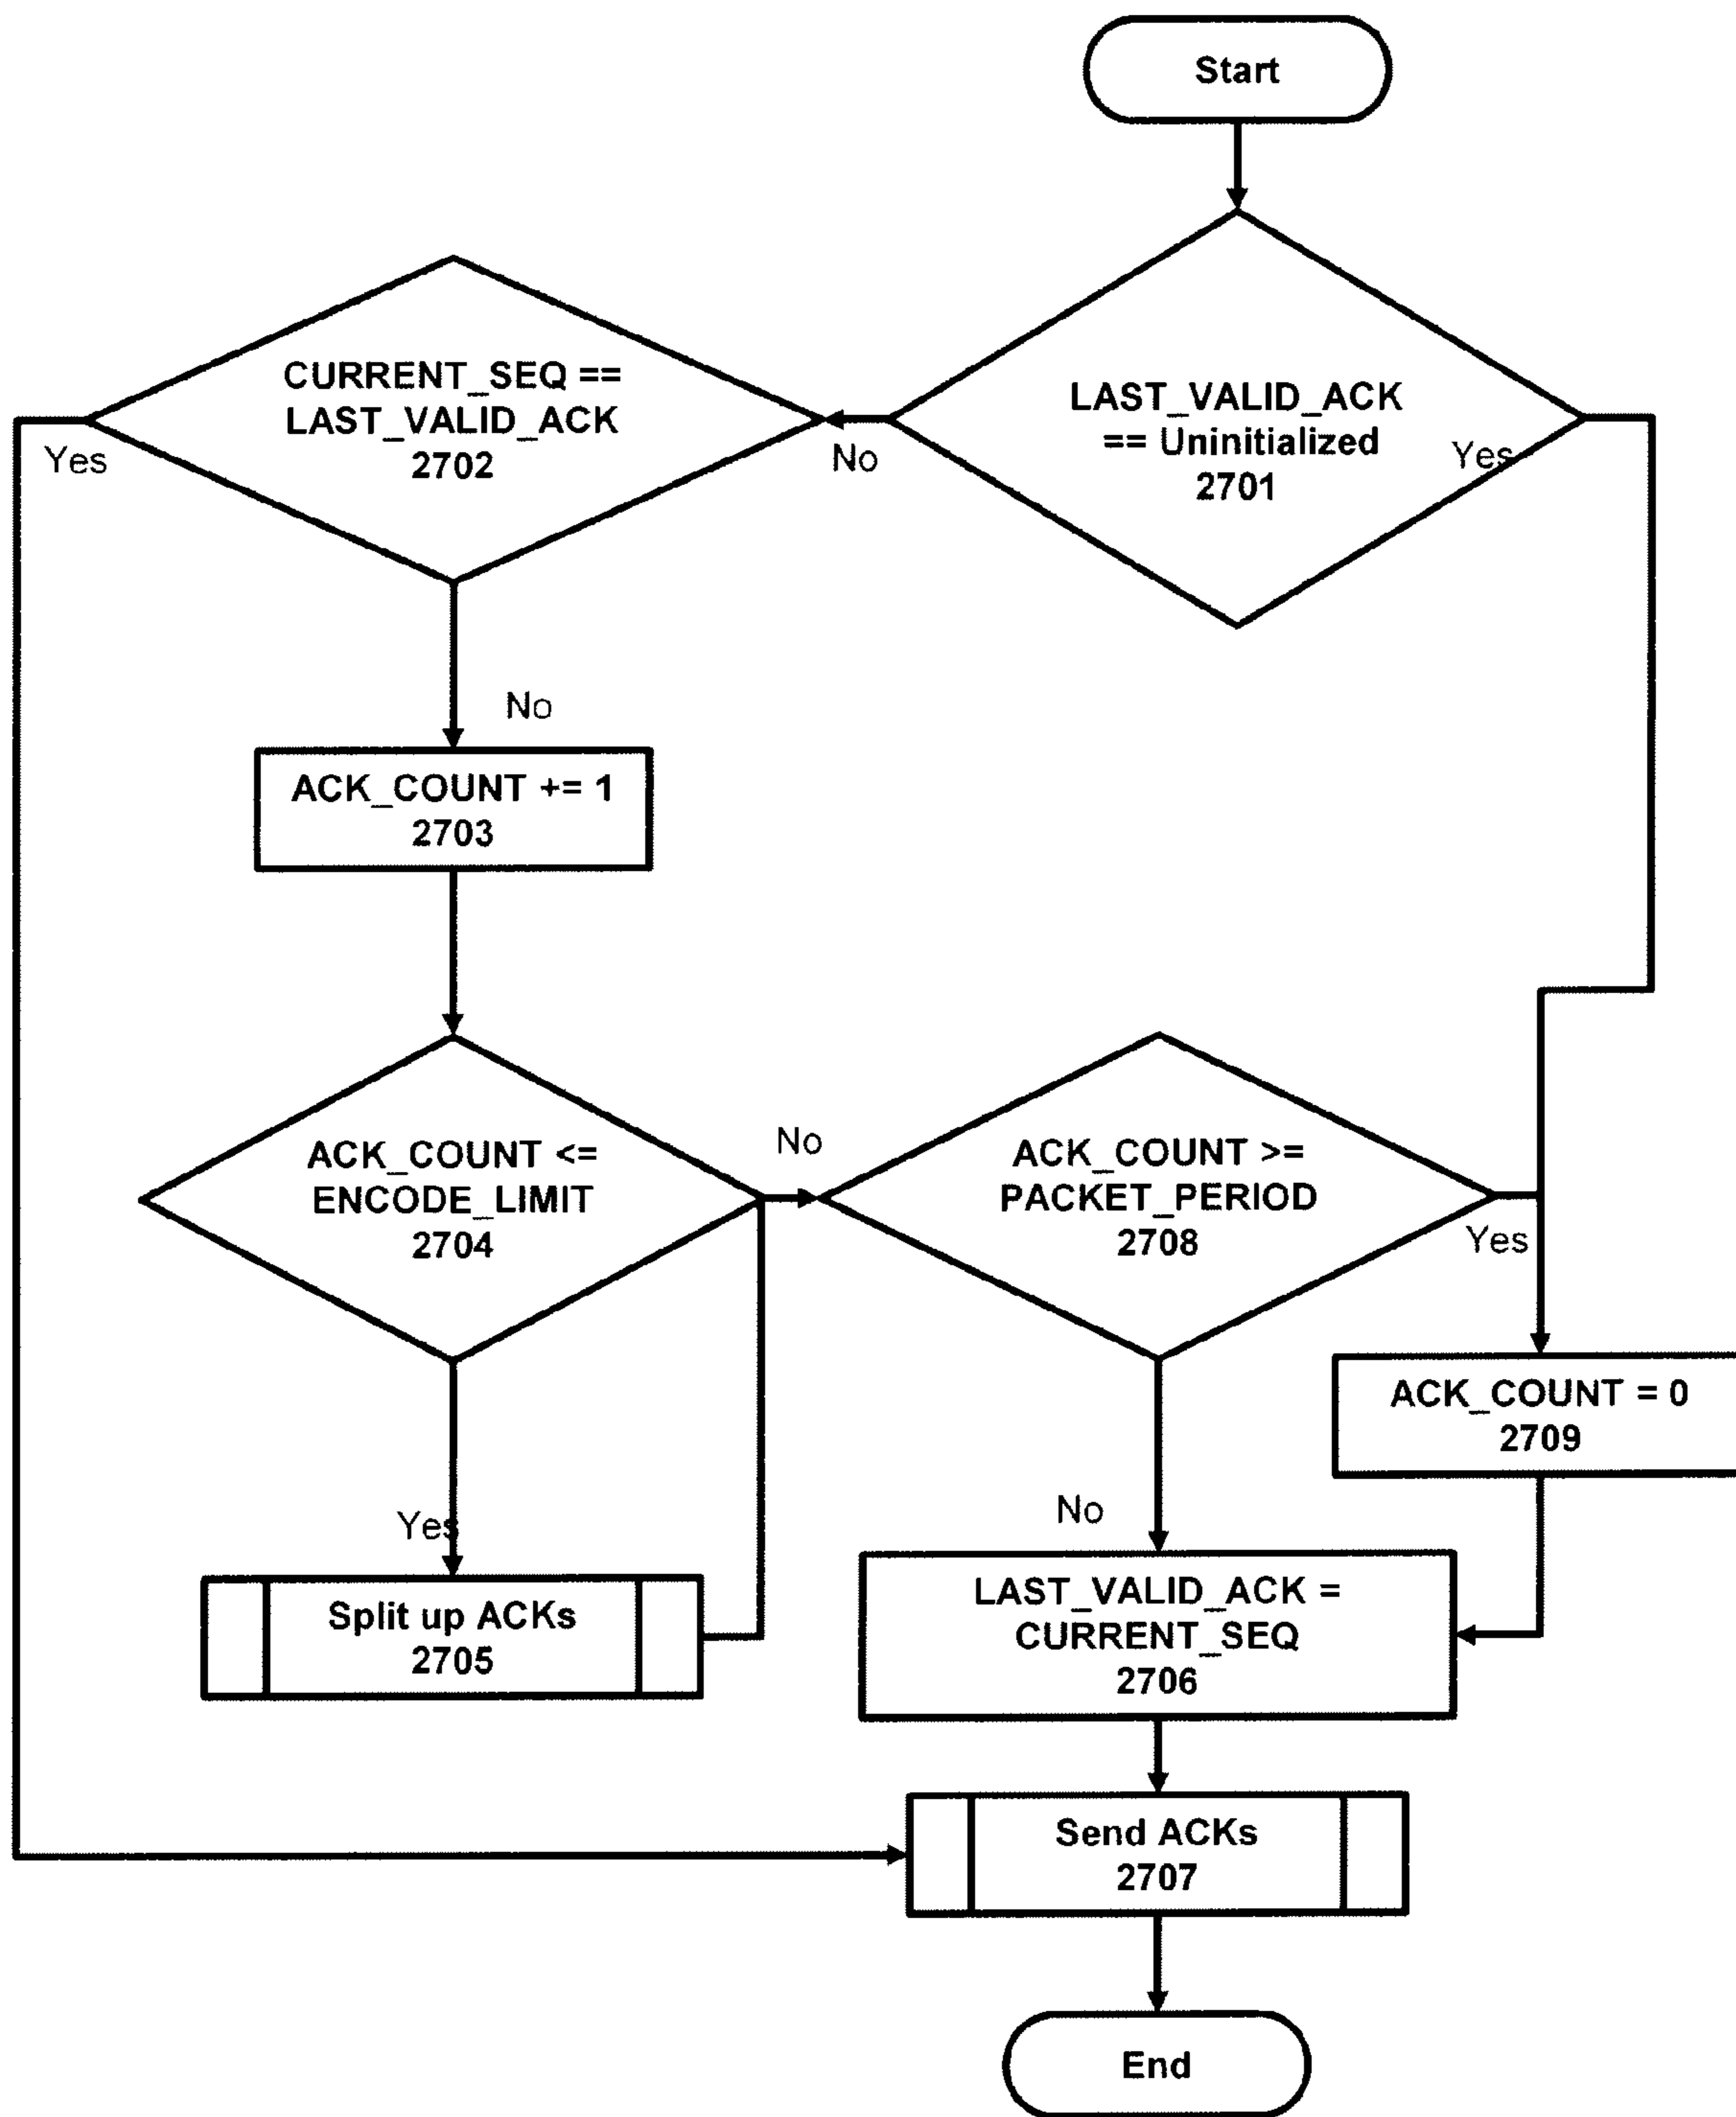 Start
LAST_VALID_ACK
== Uninitialized
2701
Yes
No
CURRENT_SEQ ==
LAST_VALID_ACK
2702
Yes
No
ACK_COUNT += 1
2703
ACK_COUNT <=
ENCODE_LIMIT
2704
No
Yes
Split up ACKs
2705
ACK_COUNT >=
PACKET_PERIOD
2708
Yes
No
ACK_COUNT = 0
2709
LAST_VALID_ACK =
CURRENT_SEQ
2706
Send ACKs
2707
End